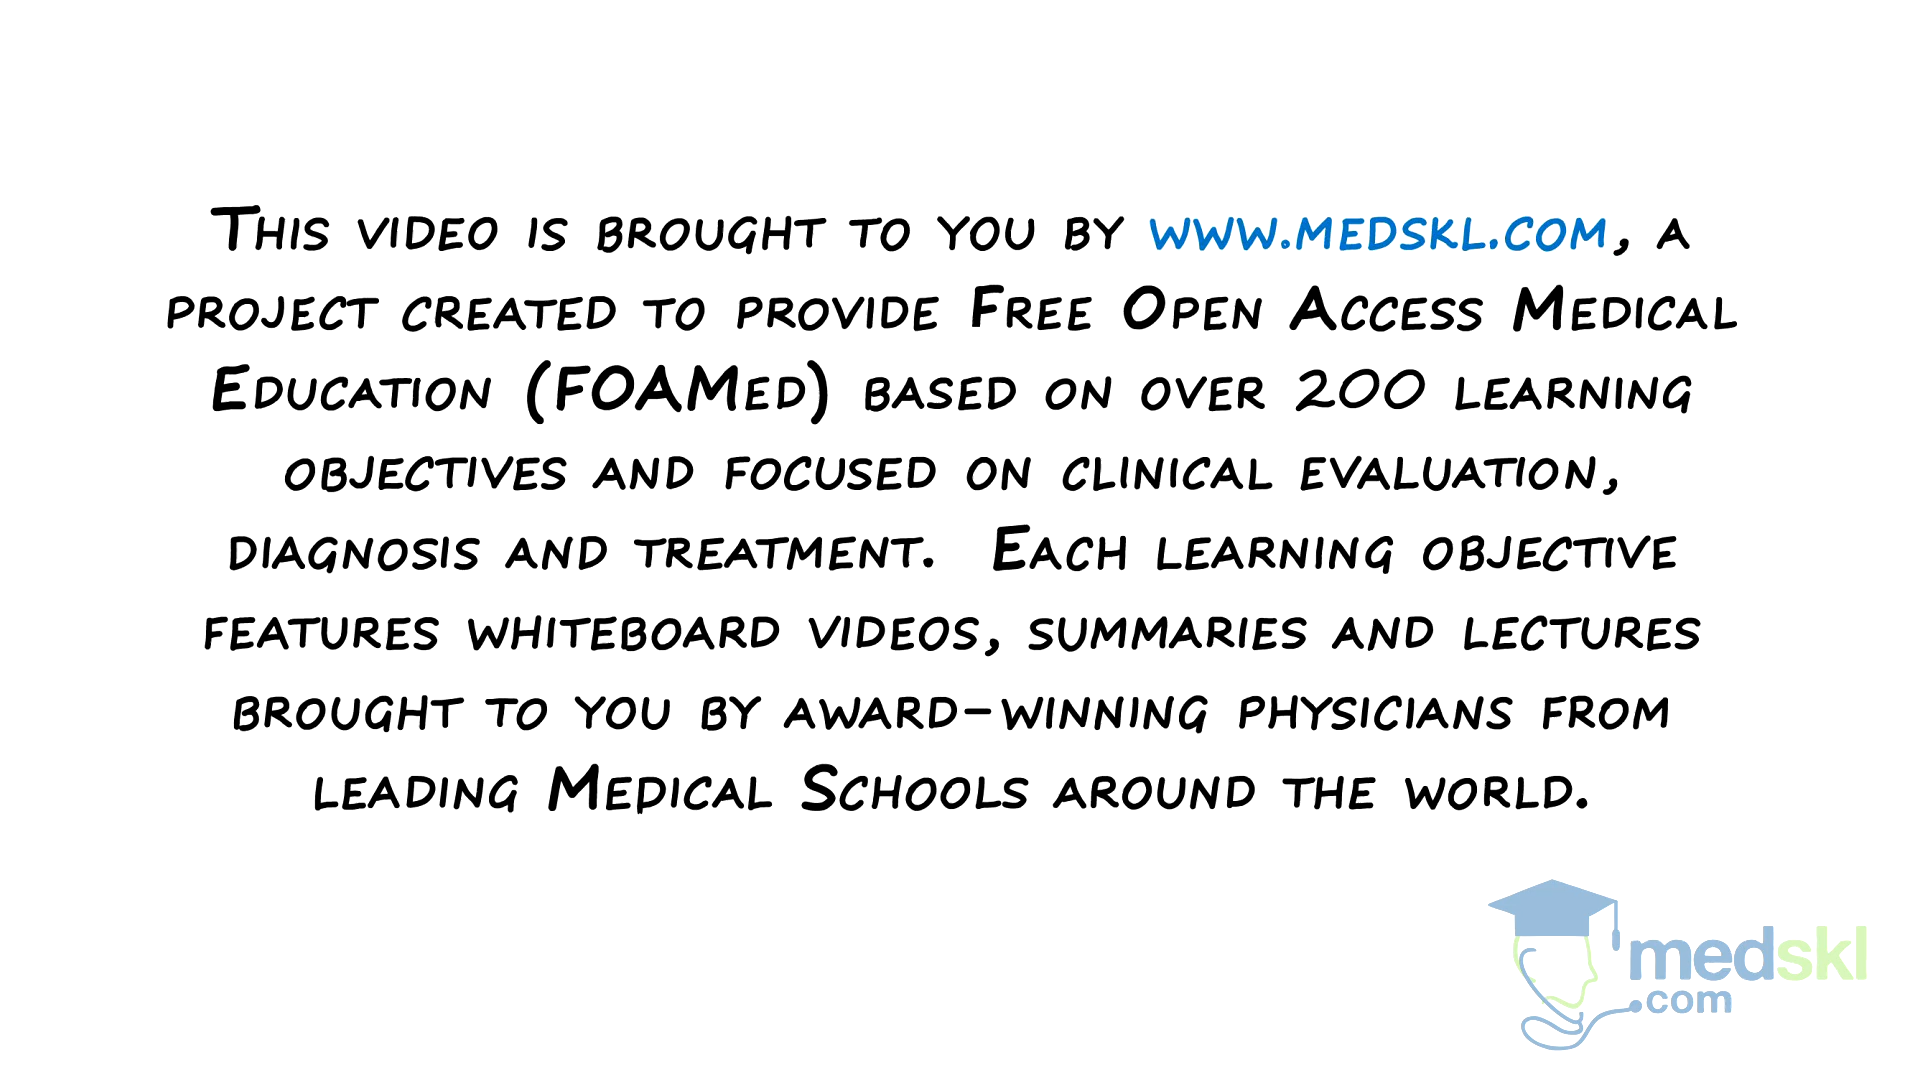 This video is brought to you by www.medskl.com, a
project created to provide Free Open Access Medical
Education (FOAMed) based on over 200 learning
objectives and focused on clinical evaluation,
diagnosis and treatment.  Each learning objective
features whiteboard videos, summaries and lectures
brought to you by award-winning physicians from
leading Medical Schools around the world.
medskl
.com